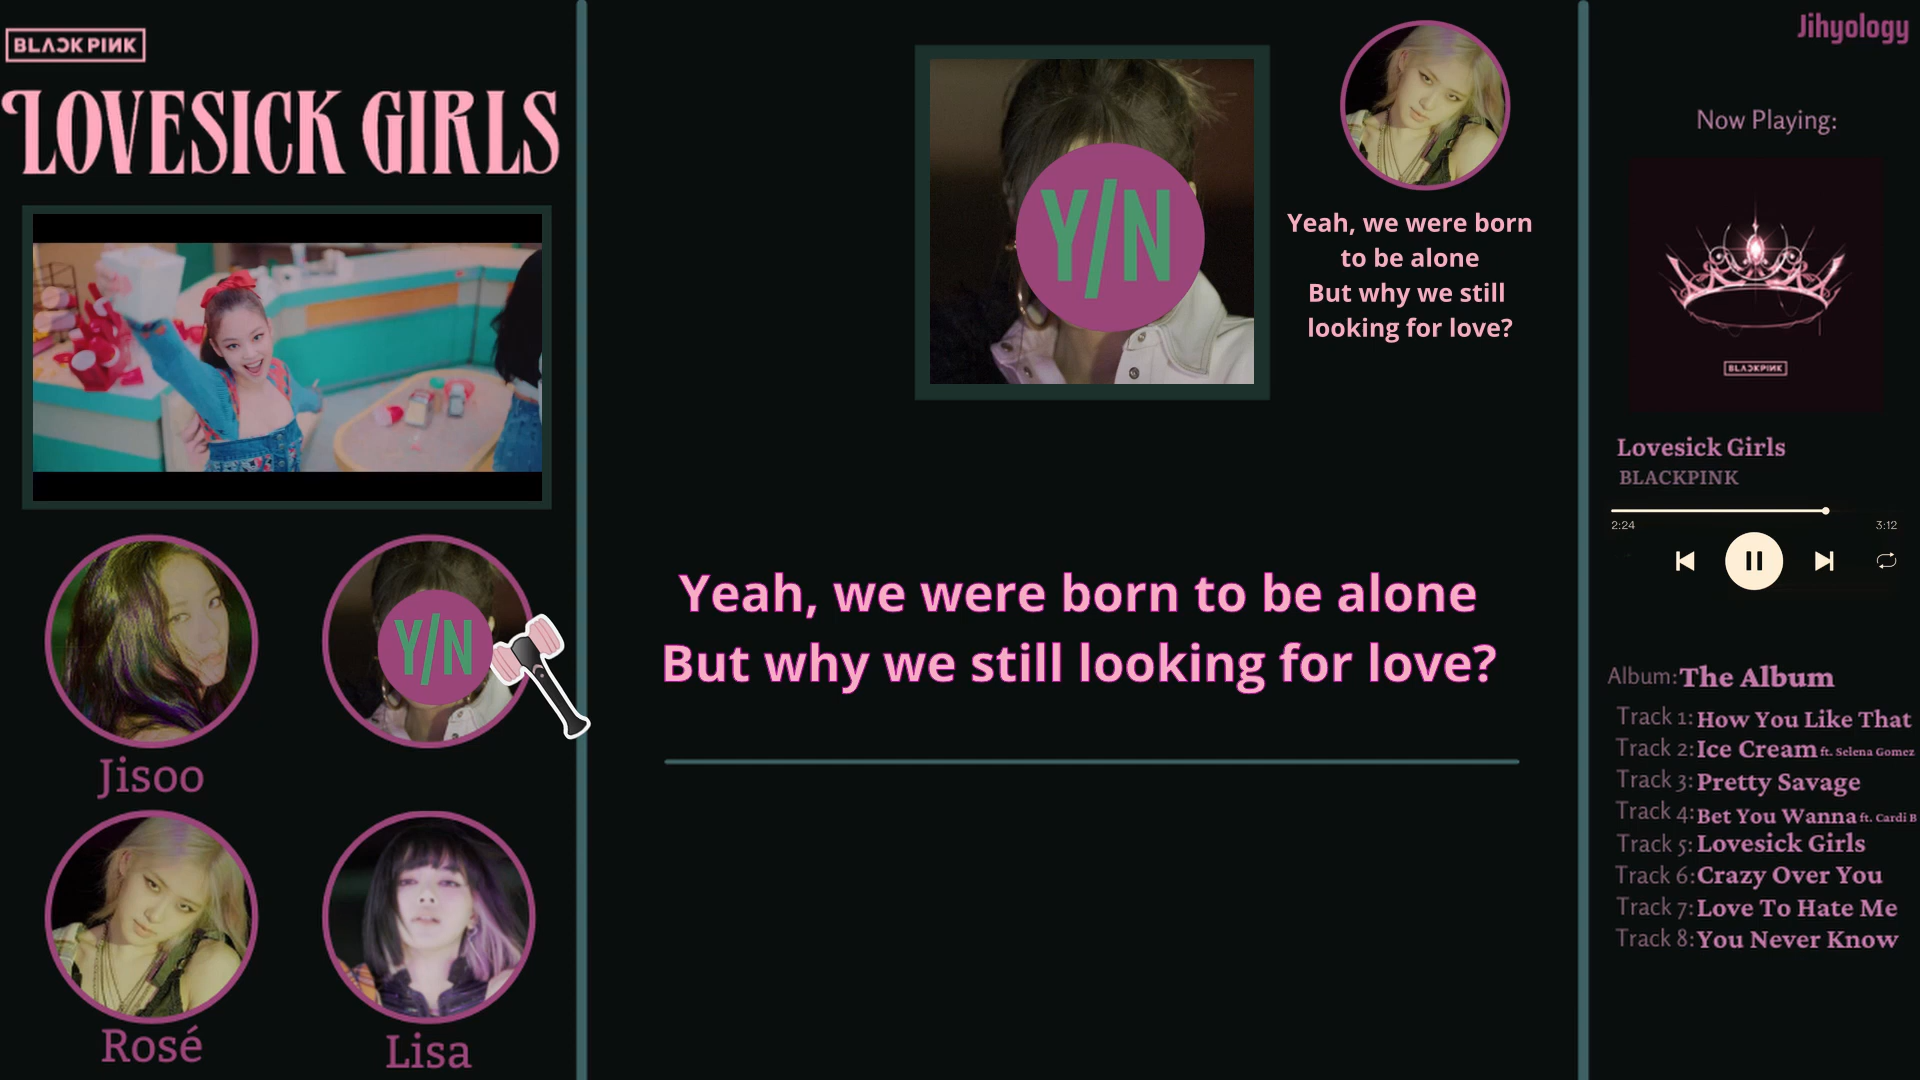 BLACKPINK
LOVESICK GIRLS
Jisoo
Y/N
Rosé
Lisa
Y/N
Yeah, we were born
to be alone
But why we still
looking for love?
Yeah, we were born to be alone
But why we still looking for love?
Jihyology
Now Playing:
BLACKPINK
Lovesick Girls
BLACKPINK
2:24 3:12
Album: The Album
Track 1: How You Like That
Track 2: Ice Cream ft. Selena Gomez
Track 3: Pretty Savage
Track 4: Bet You Wanna ft. Cardi B
Track 5: Lovesick Girls
Track 6: Crazy Over You
Track 7: Love To Hate Me
Track 8: You Never Know